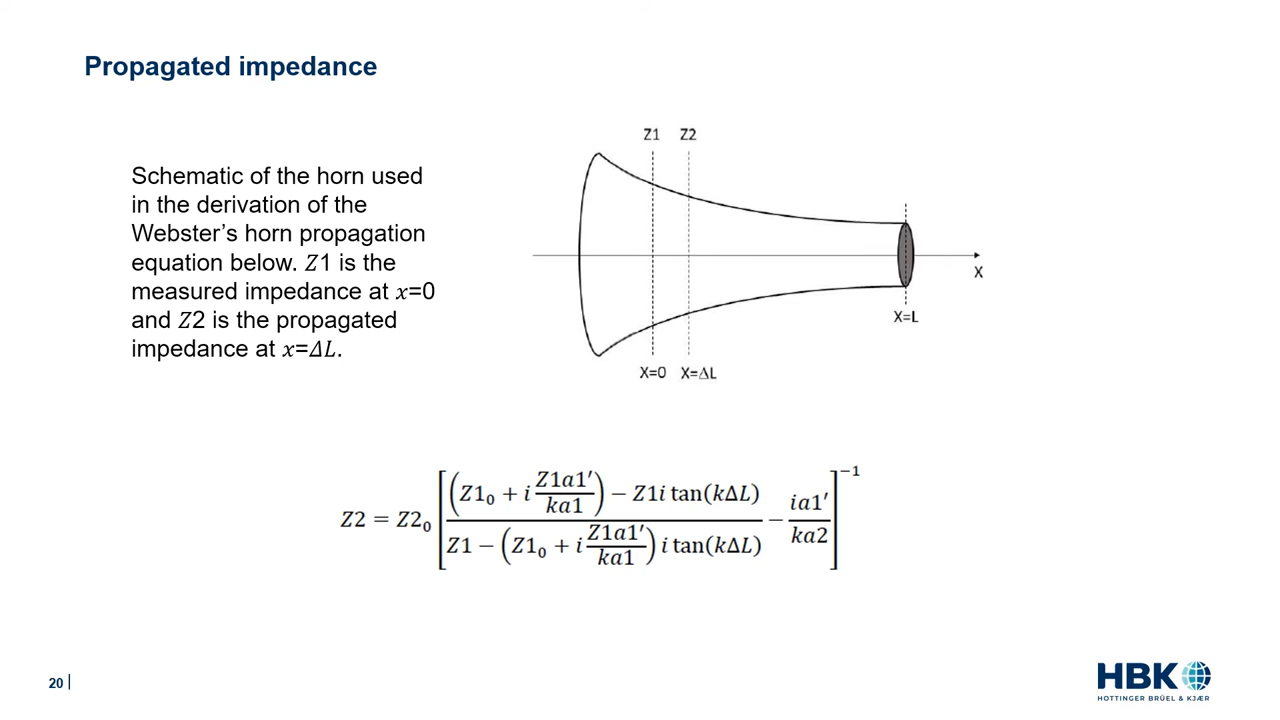 Propagated impedance
Z1 Z2
Schematic of the horn used
in the derivation of the
Webster’s horn propagation
equation below. 𝑍1 is the
measured impedance at 𝑥=0
and 𝑍2 is the propagated
impedance at 𝑥=𝛥𝐿.
X
X=L
X=0 X=ΔL
Z2 = Z2₀ [((Z1₀ + i Z1a1′/ka1) − Z1i tan(kΔL)) / (Z1 − (Z1₀ + i Z1a1′/ka1) i tan(kΔL)) − ia1′/ka2]⁻¹
20
HBK
HOTTINGER BRÜEL & KJÆR